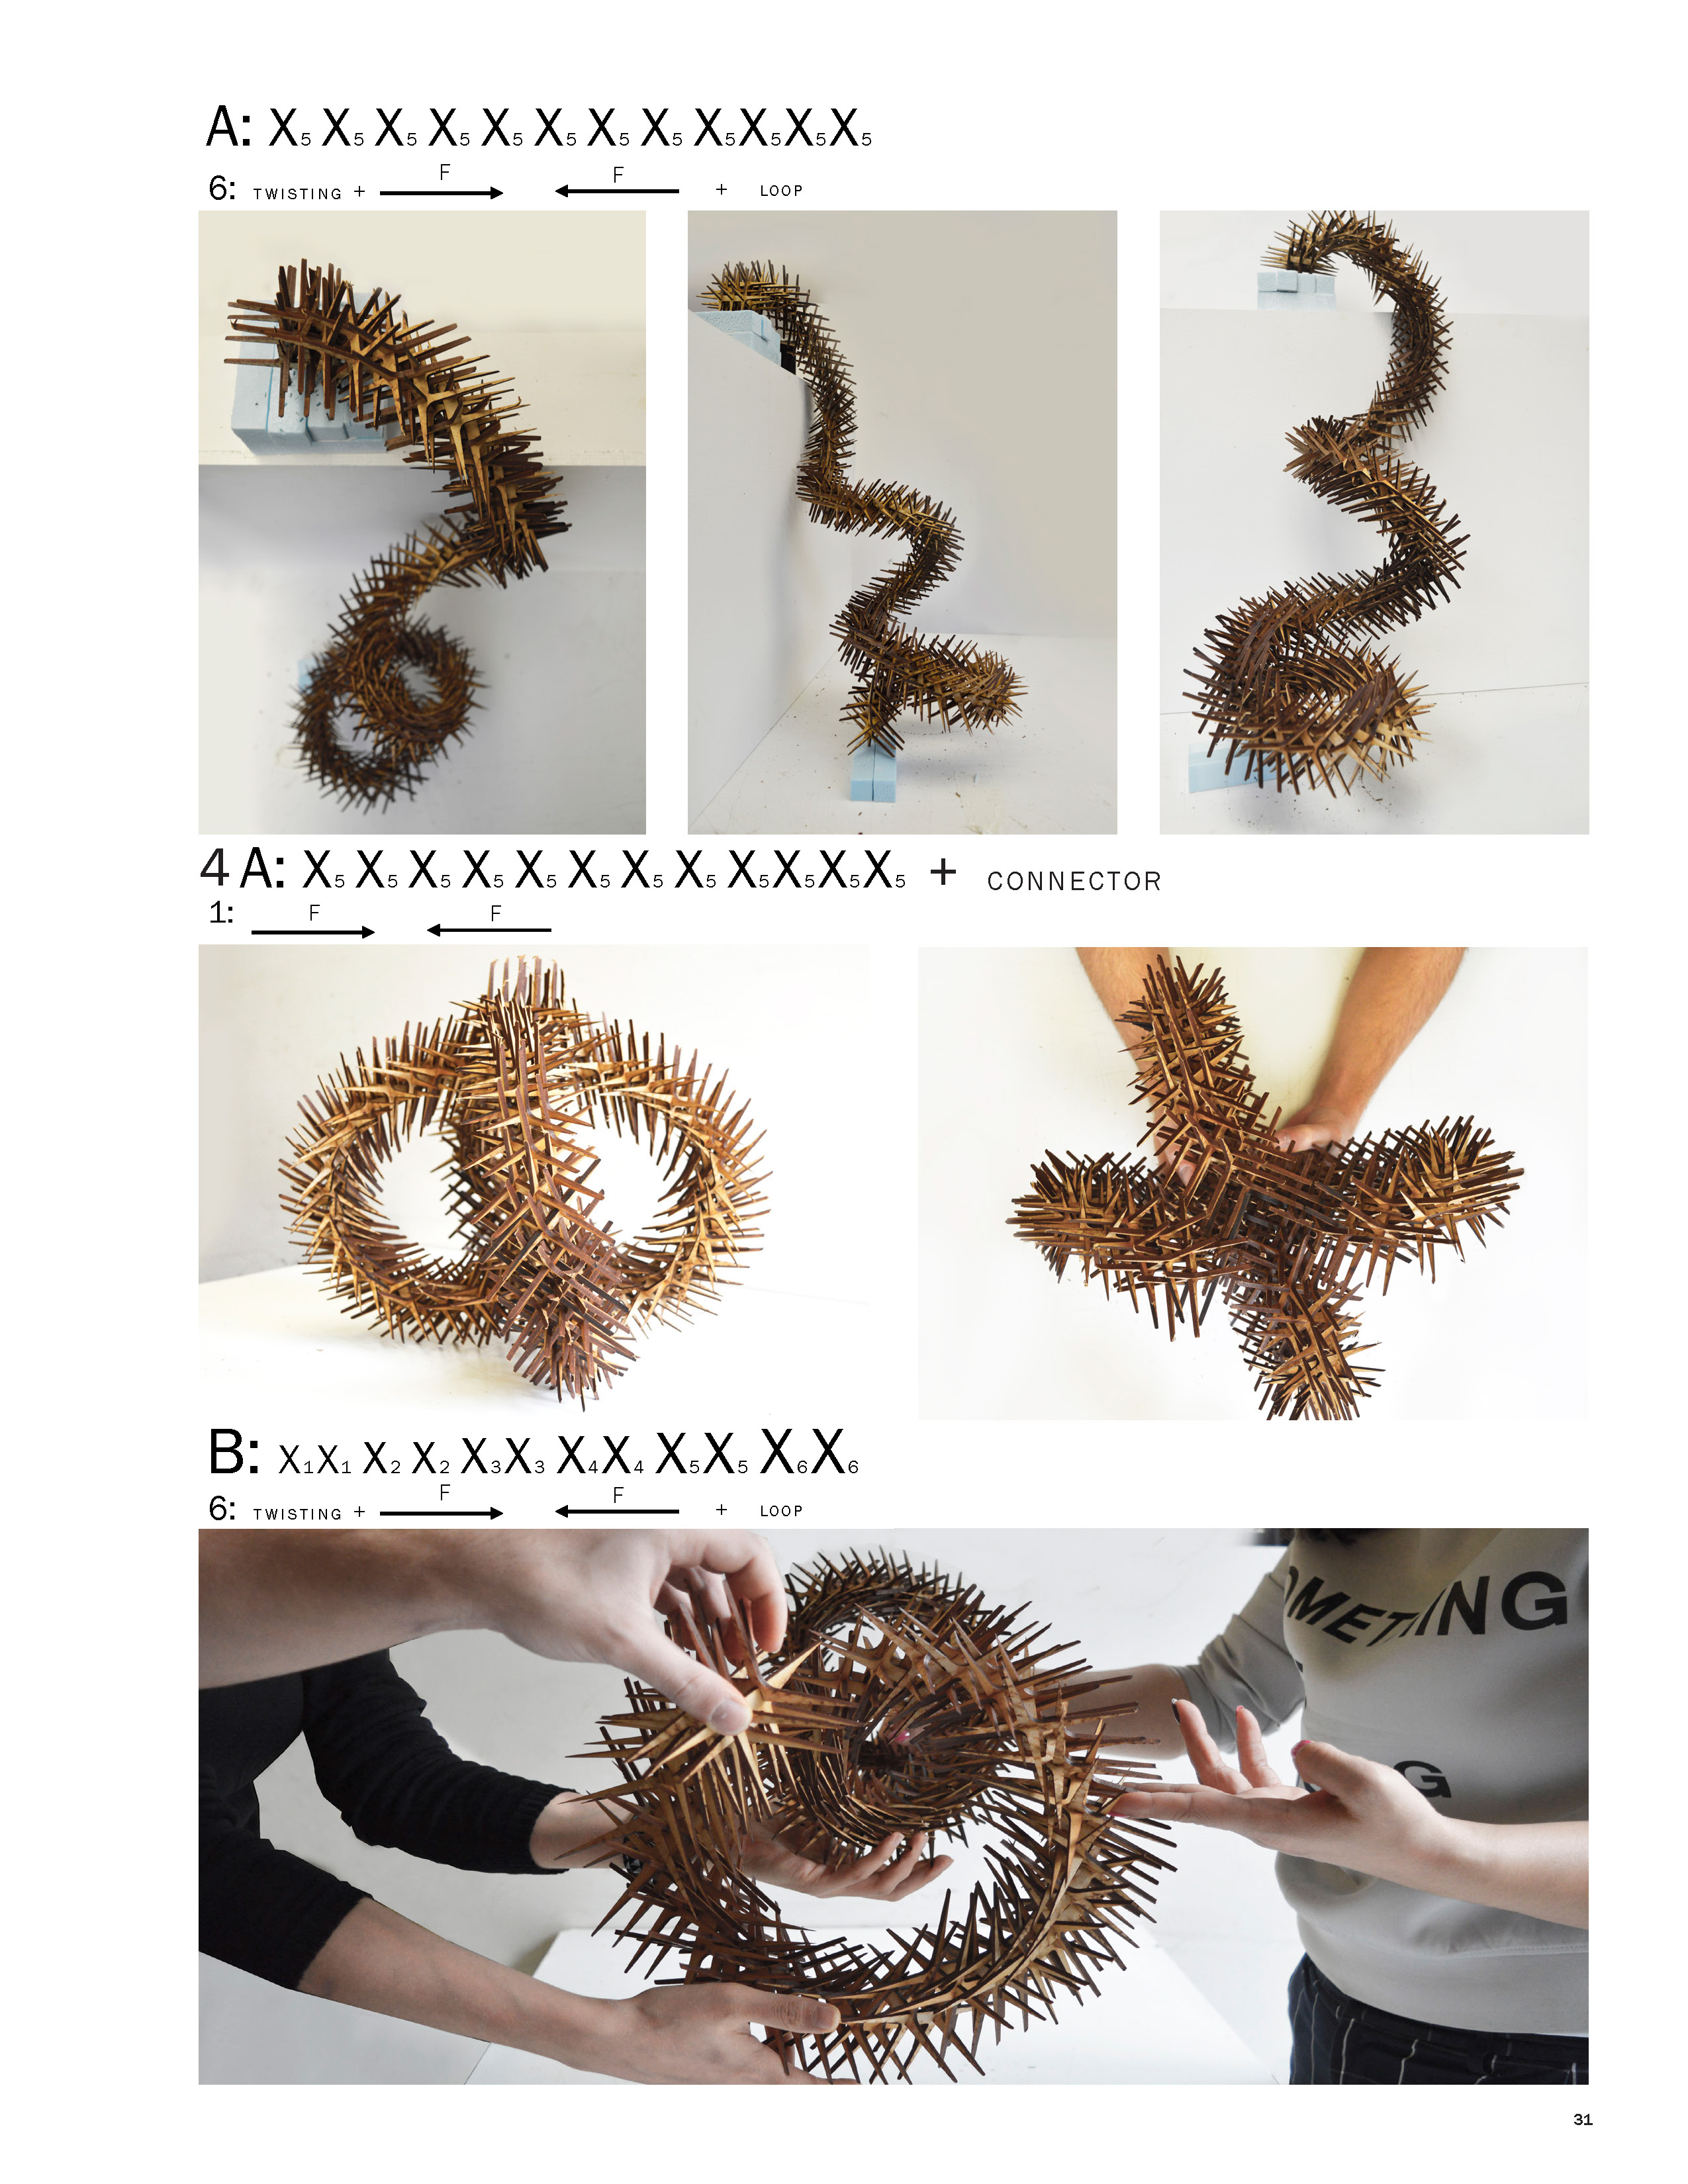 A: X₅ X₅ X₅ X₅ X₅ X₅ X₅ X₅ X₅X₅X₅X₅
6: TWISTING + F → ← F + LOOP
4 A: X₅ X₅ X₅ X₅ X₅ X₅ X₅ X₅ X₅X₅X₅X₅ + CONNECTOR
1: F → ← F
B: X₁X₁ X₂ X₂ X₃X₃ X₄X₄ X₅X₅ X₆X₆
6: TWISTING + F → ← F + LOOP
OMETHING
G
31